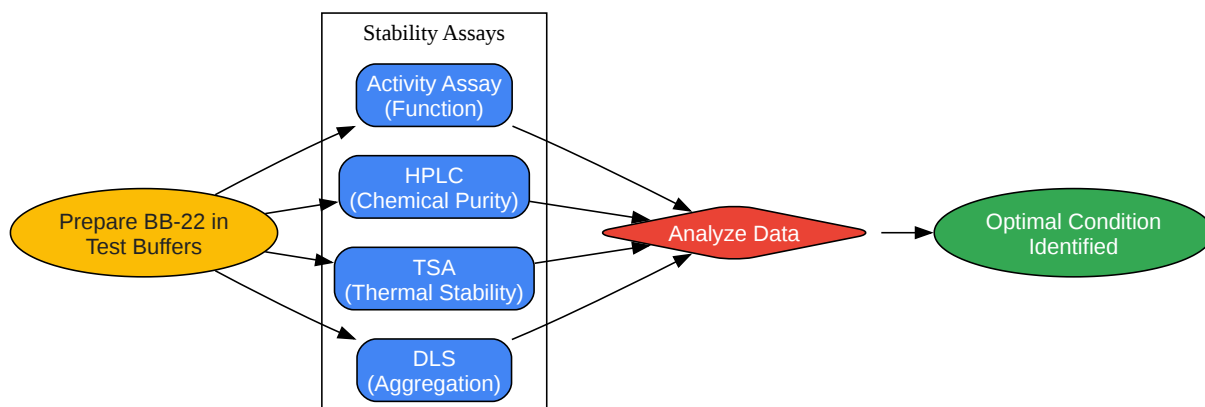 Stability Assays
Activity Assay
(Function)
HPLC
(Chemical Purity)
TSA
(Thermal Stability)
DLS
(Aggregation)
Prepare BB-22 in
Test Buffers
Analyze Data
Optimal Condition
Identified